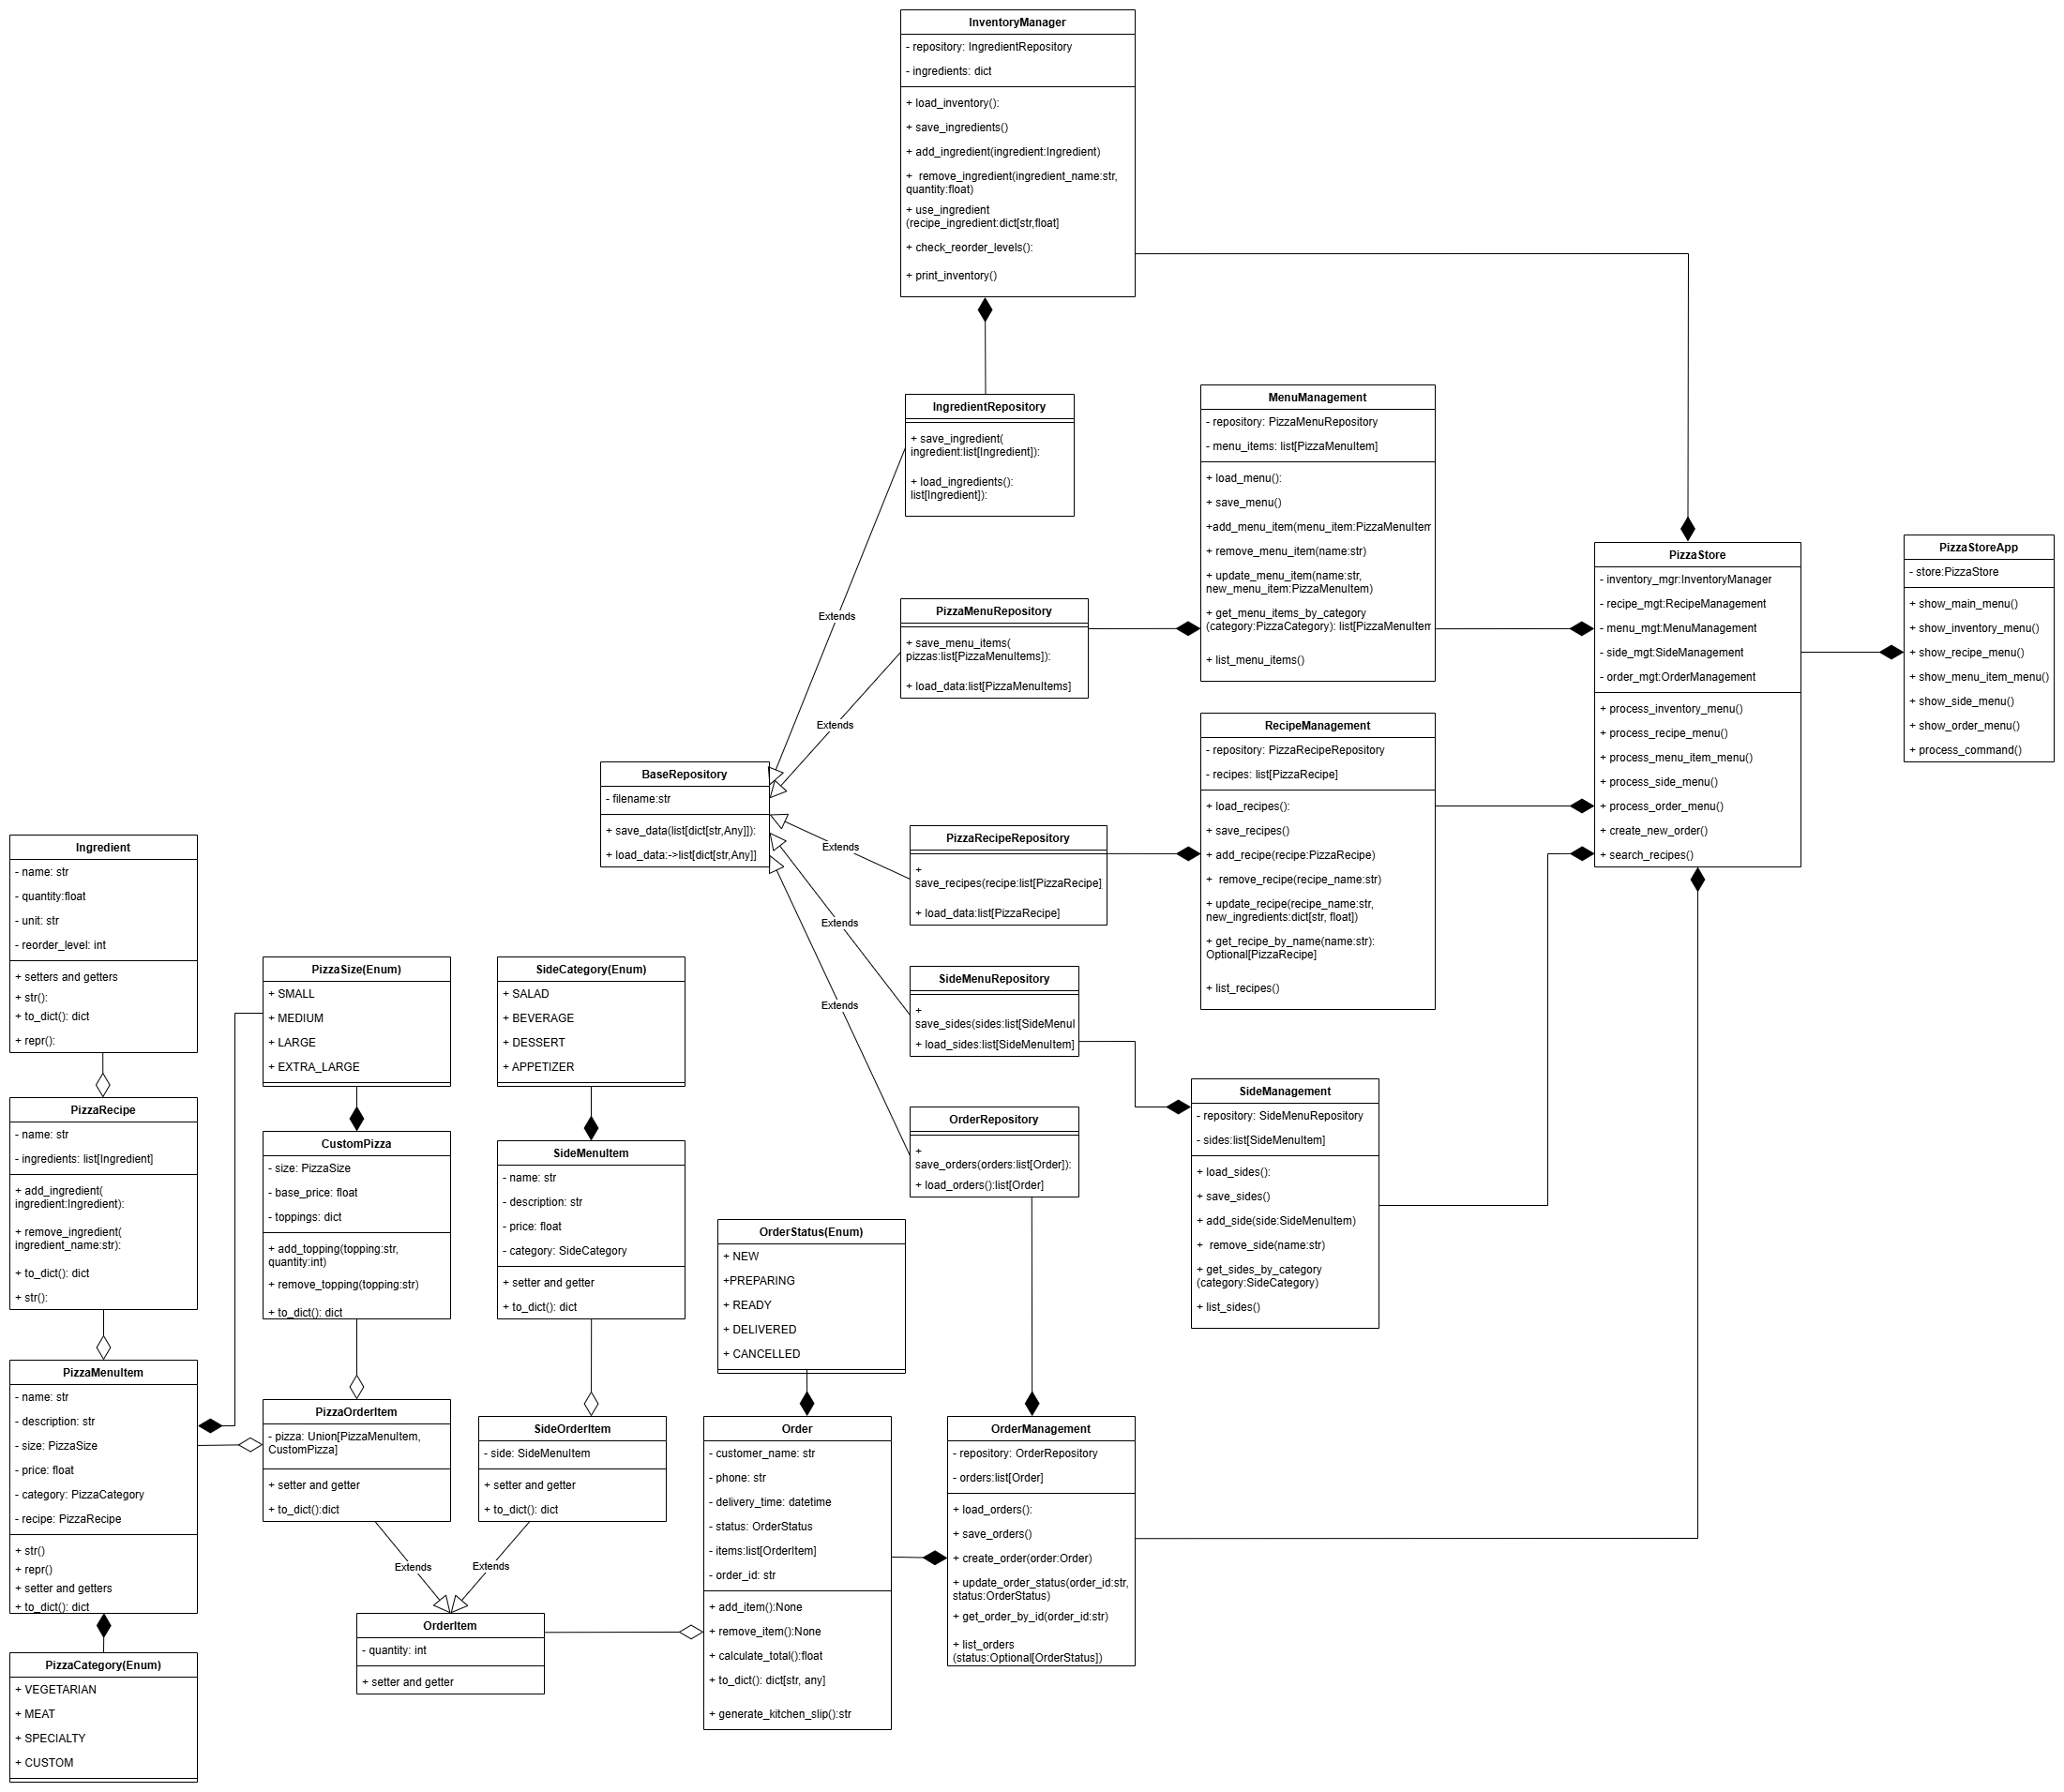 InventoryManager
- repository: IngredientRepository
- ingredients: dict
+ load_inventory():
+ save_ingredients()
+ add_ingredient(ingredient:Ingredient)
+  remove_ingredient(ingredient_name:str,
quantity:float)
+ use_ingredient
(recipe_ingredient:dict[str,float]
+ check_reorder_levels():
+ print_inventory()
IngredientRepository
+ save_ingredient(
ingredient:list[Ingredient]):
+ load_ingredients():
list[Ingredient]):
MenuManagement
- repository: PizzaMenuRepository
- menu_items: list[PizzaMenuItem]
+ load_menu():
+ save_menu()
+add_menu_item(menu_item:PizzaMenuItem
+ remove_menu_item(name:str)
+ update_menu_item(name:str,
new_menu_item:PizzaMenuItem)
+ get_menu_items_by_category
(category:PizzaCategory): list[PizzaMenuItem
+ list_menu_items()
PizzaStore
- inventory_mgr:InventoryManager
- recipe_mgt:RecipeManagement
- menu_mgt:MenuManagement
- side_mgt:SideManagement
- order_mgt:OrderManagement
+ process_inventory_menu()
+ process_recipe_menu()
+ process_menu_item_menu()
+ process_side_menu()
+ process_order_menu()
+ create_new_order()
+ search_recipes()
PizzaStoreApp
- store:PizzaStore
+ show_main_menu()
+ show_inventory_menu()
+ show_recipe_menu()
+ show_menu_item_menu()
+ show_side_menu()
+ show_order_menu()
+ process_command()
Extends
PizzaMenuRepository
+ save_menu_items(
pizzas:list[PizzaMenuItems]):
+ load_data:list[PizzaMenuItems]
Extends
RecipeManagement
- repository: PizzaRecipeRepository
- recipes: list[PizzaRecipe]
+ load_recipes():
+ save_recipes()
+ add_recipe(recipe:PizzaRecipe)
+  remove_recipe(recipe_name:str)
+ update_recipe(recipe_name:str,
new_ingredients:dict[str, float])
+ get_recipe_by_name(name:str):
Optional[PizzaRecipe]
+ list_recipes()
BaseRepository
- filename:str
+ save_data(list[dict[str,Any]]):
+ load_data:->list[dict[str,Any]]
Extends
PizzaRecipeRepository
+
save_recipes(recipe:list[PizzaRecipe]
+ load_data:list[PizzaRecipe]
Extends
SideMenuRepository
+
save_sides(sides:list[SideMenuI
+ load_sides:list[SideMenuItem]
Extends
OrderRepository
+
save_orders(orders:list[Order]):
+ load_orders():list[Order]
SideManagement
- repository: SideMenuRepository
- sides:list[SideMenuItem]
+ load_sides():
+ save_sides()
+ add_side(side:SideMenuItem)
+  remove_side(name:str)
+ get_sides_by_category
(category:SideCategory)
+ list_sides()
Ingredient
- name: str
- quantity:float
- unit: str
- reorder_level: int
+ setters and getters
+ str():
+ to_dict(): dict
+ repr():
PizzaSize(Enum)
+ SMALL
+ MEDIUM
+ LARGE
+ EXTRA_LARGE
SideCategory(Enum)
+ SALAD
+ BEVERAGE
+ DESSERT
+ APPETIZER
PizzaRecipe
- name: str
- ingredients: list[Ingredient]
+ add_ingredient(
ingredient:Ingredient):
+ remove_ingredient(
ingredient_name:str):
+ to_dict(): dict
+ str():
CustomPizza
- size: PizzaSize
- base_price: float
- toppings: dict
+ add_topping(topping:str,
quantity:int)
+ remove_topping(topping:str)
+ to_dict(): dict
SideMenuItem
- name: str
- description: str
- price: float
- category: SideCategory
+ setter and getter
+ to_dict(): dict
OrderStatus(Enum)
+ NEW
+PREPARING
+ READY
+ DELIVERED
+ CANCELLED
PizzaMenuItem
- name: str
- description: str
- size: PizzaSize
- price: float
- category: PizzaCategory
- recipe: PizzaRecipe
+ str()
+ repr()
+ setter and getters
+ to_dict(): dict
PizzaOrderItem
- pizza: Union[PizzaMenuItem,
CustomPizza]
+ setter and getter
+ to_dict():dict
SideOrderItem
- side: SideMenuItem
+ setter and getter
+ to_dict(): dict
Order
- customer_name: str
- phone: str
- delivery_time: datetime
- status: OrderStatus
- items:list[OrderItem]
- order_id: str
+ add_item():None
+ remove_item():None
+ calculate_total():float
+ to_dict(): dict[str, any]
+ generate_kitchen_slip():str
OrderManagement
- repository: OrderRepository
- orders:list[Order]
+ load_orders():
+ save_orders()
+ create_order(order:Order)
+ update_order_status(order_id:str,
status:OrderStatus)
+ get_order_by_id(order_id:str)
+ list_orders
(status:Optional[OrderStatus])
Extends
Extends
OrderItem
- quantity: int
+ setter and getter
PizzaCategory(Enum)
+ VEGETARIAN
+ MEAT
+ SPECIALTY
+ CUSTOM